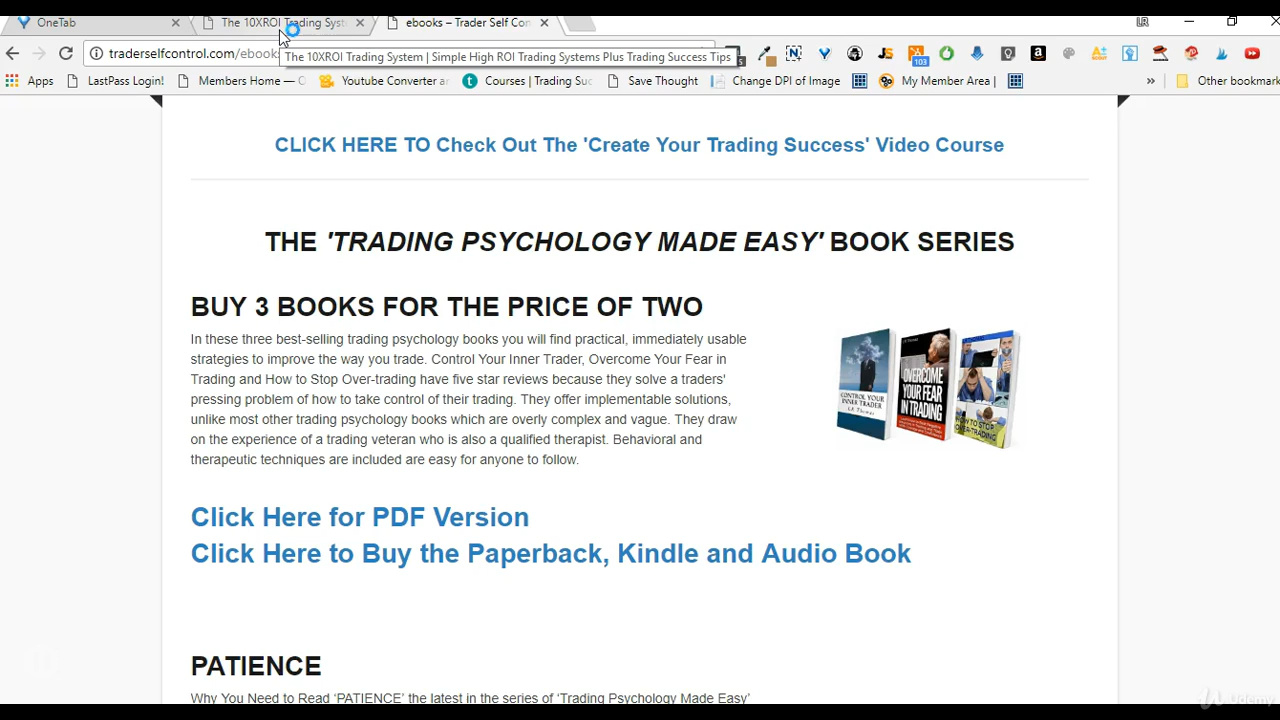 OneTab
The 10XROI Trading Syst
ebooks – Trader Self Con
LR
traderselfcontrol.com/ebook
The 10XROI Trading System | Simple High ROI Trading Systems Plus Trading Success Tips
JS
103
Apps
LastPass Login!
Members Home — C
Youtube Converter ar
Courses | Trading Suc
Save Thought
Change DPI of Image
My Member Area |
»
Other bookmark
CLICK HERE TO Check Out The 'Create Your Trading Success' Video Course
THE 'TRADING PSYCHOLOGY MADE EASY' BOOK SERIES
BUY 3 BOOKS FOR THE PRICE OF TWO
In these three best-selling trading psychology books you will find practical, immediately usable
strategies to improve the way you trade. Control Your Inner Trader, Overcome Your Fear in
Trading and How to Stop Over-trading have five star reviews because they solve a traders'
pressing problem of how to take control of their trading. They offer implementable solutions,
unlike most other trading psychology books which are overly complex and vague. They draw
on the experience of a trading veteran who is also a qualified therapist. Behavioral and
therapeutic techniques are included are easy for anyone to follow.
CONTROL YOUR
INNER TRADER
OVERCOME
YOUR FEAR
IN TRADING
HOW TO STOP
OVER-TRADING
Click Here for PDF Version
Click Here to Buy the Paperback, Kindle and Audio Book
PATIENCE
Why You Need to Read 'PATIENCE' the latest in the series of 'Trading Psychology Made Easy'
Udemy